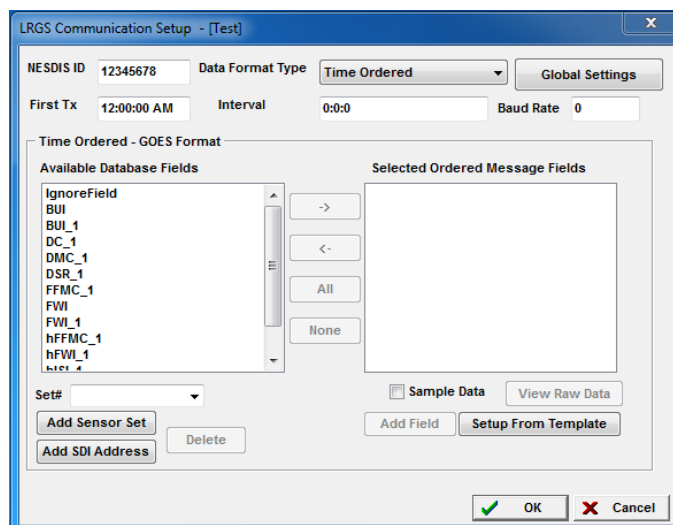 LRGS Communication Setup - [Test]
x
NESDIS ID 12345678 Data Format Type Time Ordered Global Settings
First Tx 12:00:00 AM Interval 0:0:0 Baud Rate 0
Time Ordered - GOES Format
Available Database Fields Selected Ordered Message Fields
IgnoreField
BUI
BUI_1
DC_1
DMC_1
DSR_1
FFMC_1
FWI
FWI_1
hFFMC_1
hFWI_1
hISI_1
->
<-
All
None
Set# Sample Data View Raw Data
Add Sensor Set Delete Add Field Setup From Template
Add SDI Address
OK Cancel